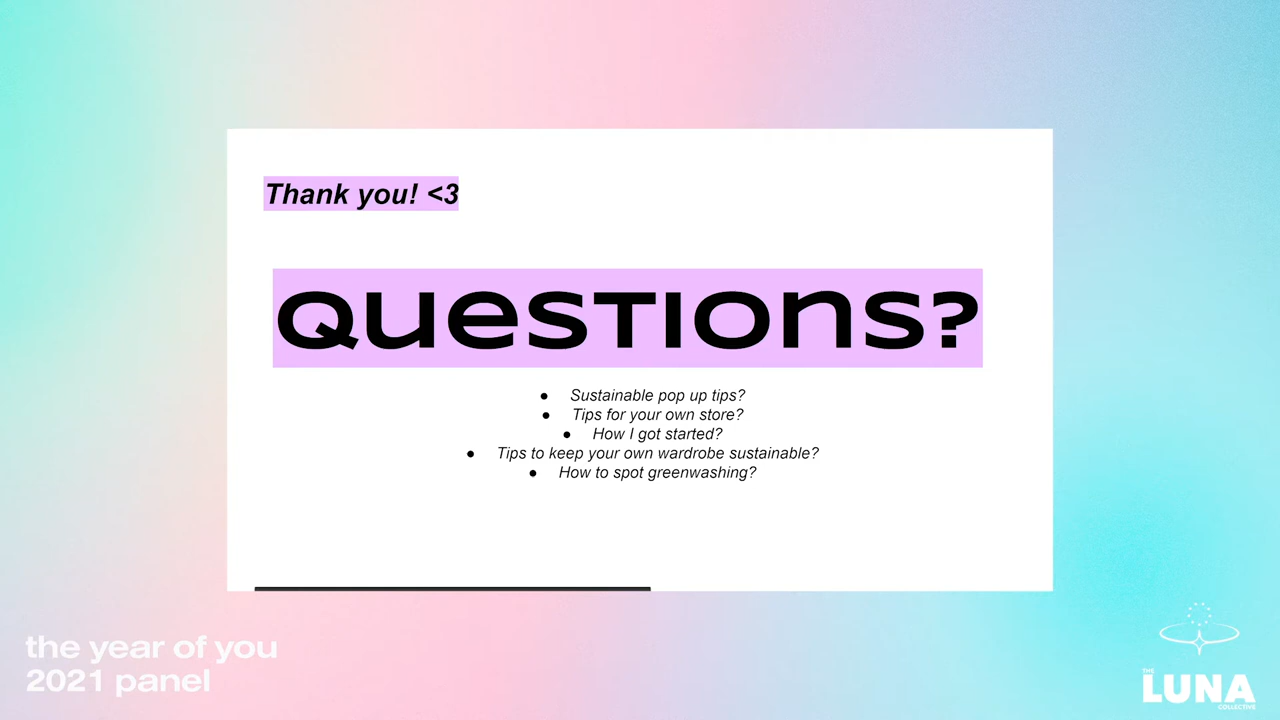 Thank you! <3
QuesTions?
● Sustainable pop up tips?
● Tips for your own store?
● How I got started?
● Tips to keep your own wardrobe sustainable?
● How to spot greenwashing?
the year of you
2021 panel
THE
LUNA
COLLECTIVE